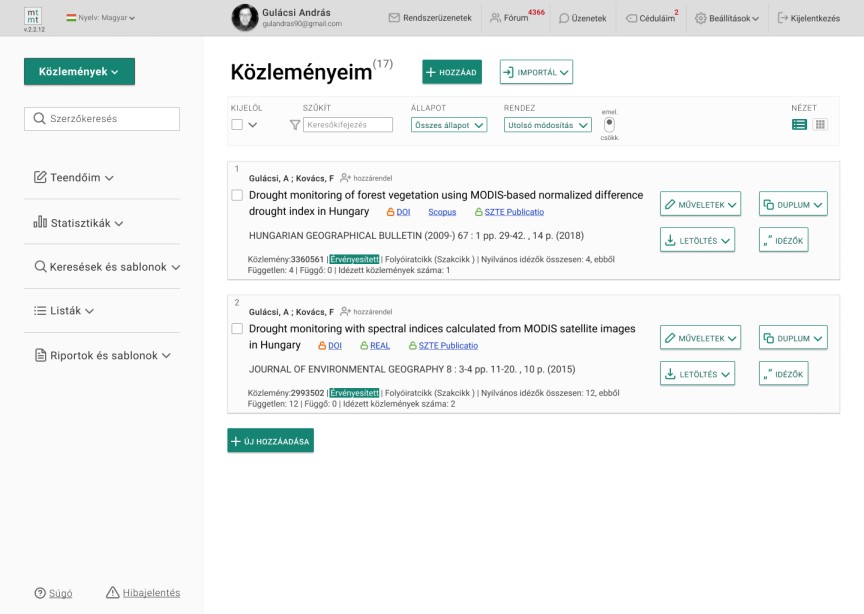 mt
mt
v.2.2.12
Nyelv: Magyar
Gulácsi András
gulandras90@gmail.com
Rendszerüzenetek
Fórum 4366
Üzenetek
Céduláim 2
Beállítások
Kijelentkezés
Közlemények
Szerzőkeresés
Teendőim
Statisztikák
Keresések és sablonok
Listák
Riportok és sablonok
Súgó
Hibajelentés
Közleményeim (17)
HOZZÁAD
IMPORTÁL
KIJELÖL
SZŰKÍT
Keresőkifejezés
ÁLLAPOT
Összes állapot
RENDEZ
Utolsó módosítás
emel.
csökk.
NÉZET
1
Gulácsi, A ; Kovács, F hozzárendel
Drought monitoring of forest vegetation using MODIS-based normalized difference
drought index in Hungary DOI Scopus SZTE Publicatio
HUNGARIAN GEOGRAPHICAL BULLETIN (2009-) 67 : 1 pp. 29-42. , 14 p. (2018)
Közlemény:3360561 | Érvényesített | Folyóiratcikk (Szakcikk ) | Nyilvános idézők összesen: 4, ebből
Független: 4 | Függő: 0 | Idézett közlemények száma: 1
MŰVELETEK
DUPLUM
LETÖLTÉS
IDÉZŐK
2
Gulácsi, A ; Kovács, F hozzárendel
Drought monitoring with spectral indices calculated from MODIS satellite images
in Hungary DOI REAL SZTE Publicatio
JOURNAL OF ENVIRONMENTAL GEOGRAPHY 8 : 3-4 pp. 11-20. , 10 p. (2015)
Közlemény:2993502 | Érvényesített | Folyóiratcikk (Szakcikk ) | Nyilvános idézők összesen: 12, ebből
Független: 12 | Függő: 0 | Idézett közlemények száma: 2
MŰVELETEK
DUPLUM
LETÖLTÉS
IDÉZŐK
ÚJ HOZZÁADÁSA